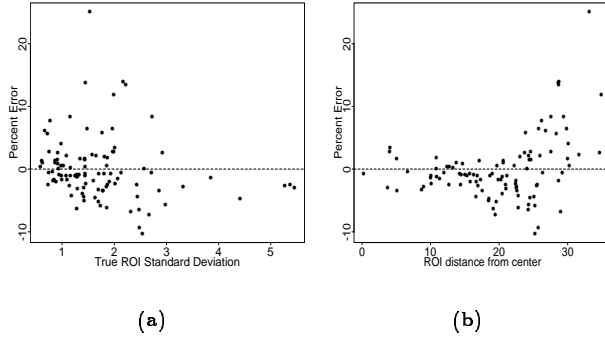 Percent Error
20
10
0
-10
1 2 3 4 5
True ROI Standard Deviation
(a)
Percent Error
20
10
0
-10
0 10 20 30
ROI distance from center
(b)